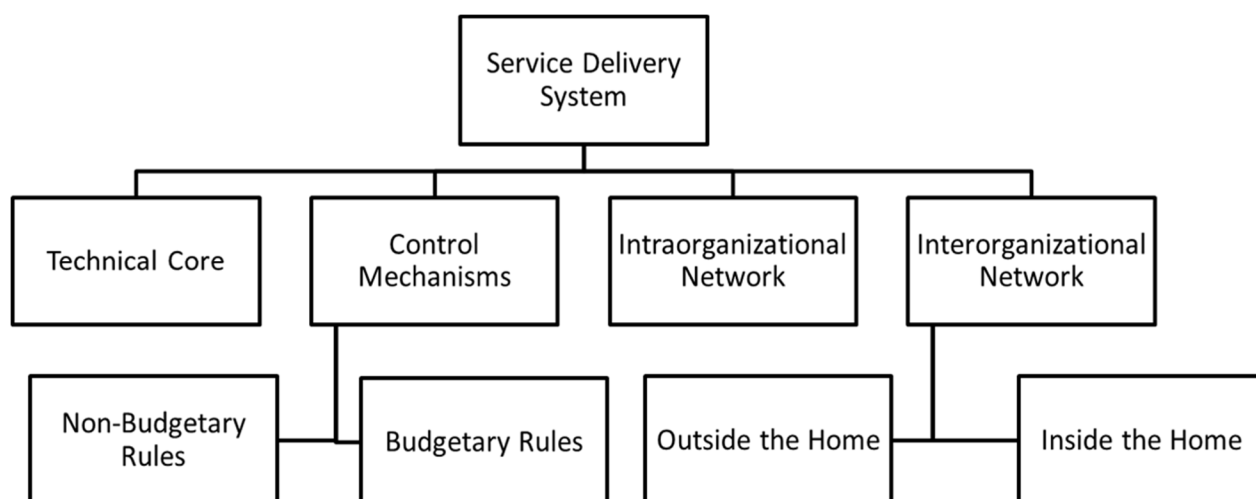 Service Delivery
System
Technical Core
Control
Mechanisms
Intraorganizational
Network
Interorganizational
Network
Non-Budgetary
Rules
Budgetary Rules
Outside the Home
Inside the Home